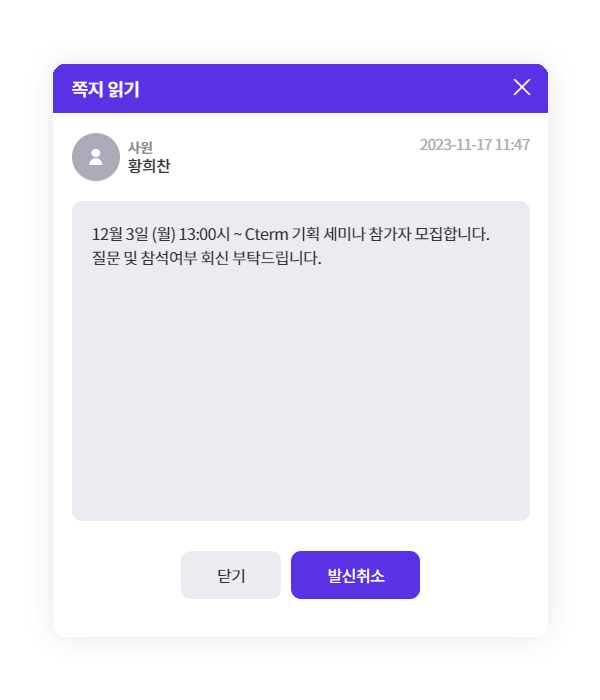 쪽지 읽기
사원
황희찬
2023-11-17 11:47
12월 3일 (월) 13:00시 ~ Cterm 기획 세미나 참가자 모집합니다.
질문 및 참석여부 회신 부탁드립니다.
닫기
발신취소